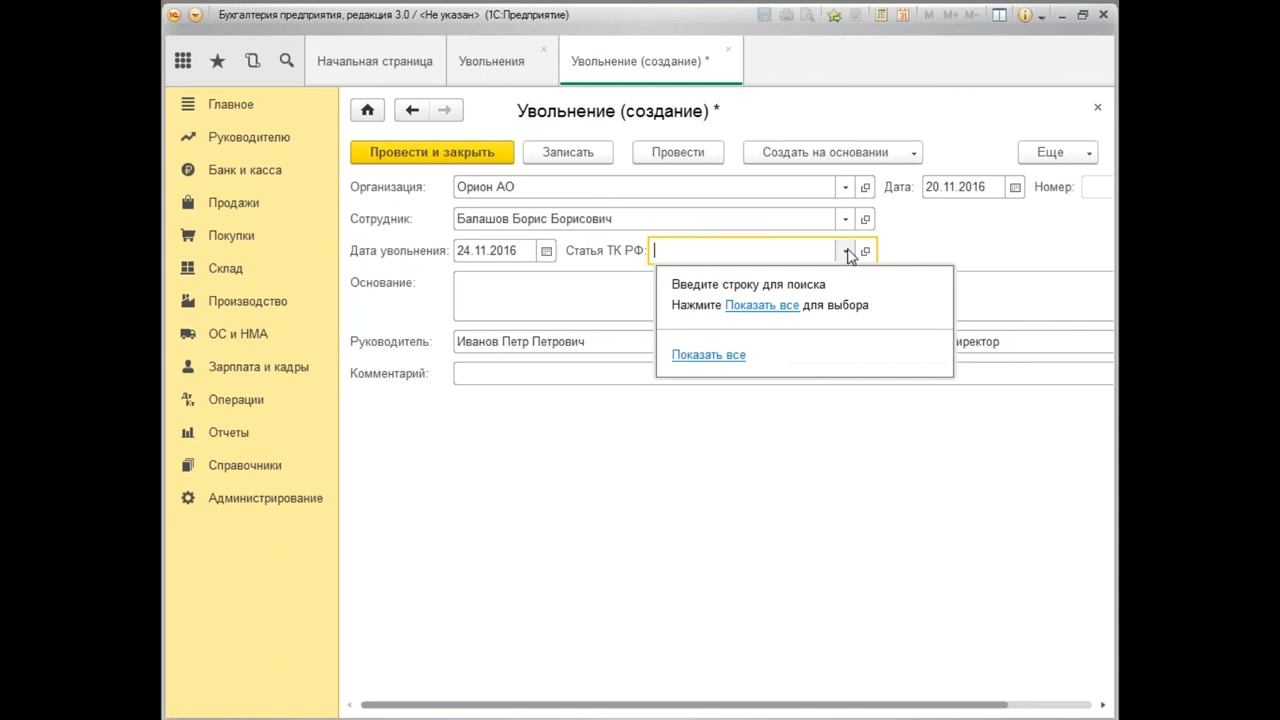 Бухгалтерия предприятия, редакция 3.0 / <Не указан> (1С:Предприятие)
M M+ M-
Начальная страница
Увольнения
Увольнение (создание) *
Главное
Руководителю
Банк и касса
Продажи
Покупки
Склад
Производство
ОС и НМА
Зарплата и кадры
Операции
Отчеты
Справочники
Администрирование
Увольнение (создание) *
Провести и закрыть Записать Провести Создать на основании Еще
Организация: Орион АО Дата: 20.11.2016 Номер:
Сотрудник: Балашов Борис Борисович
Дата увольнения: 24.11.2016 Статья ТК РФ:
Основание:
Введите строку для поиска
Нажмите Показать все для выбора
Показать все
Руководитель: Иванов Петр Петрович иректор
Комментарий: